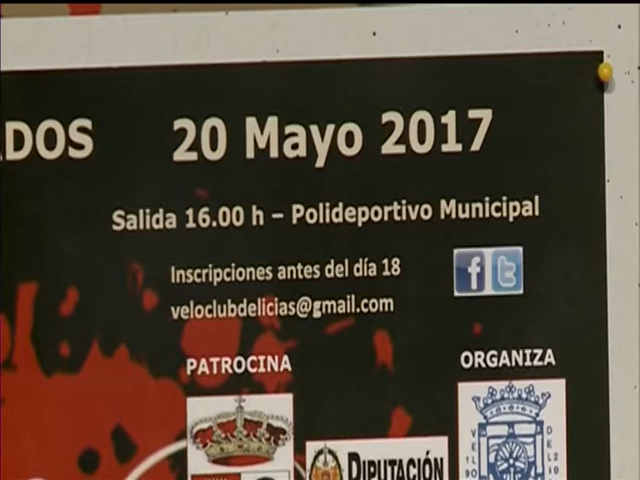 DOS 20 Mayo 2017
Salida 16.00 h – Polideportivo Municipal
Inscripciones antes del día 18
veloclubdelicias@gmail.com
PATROCINA
ORGANIZA
DIPUTACIÓN